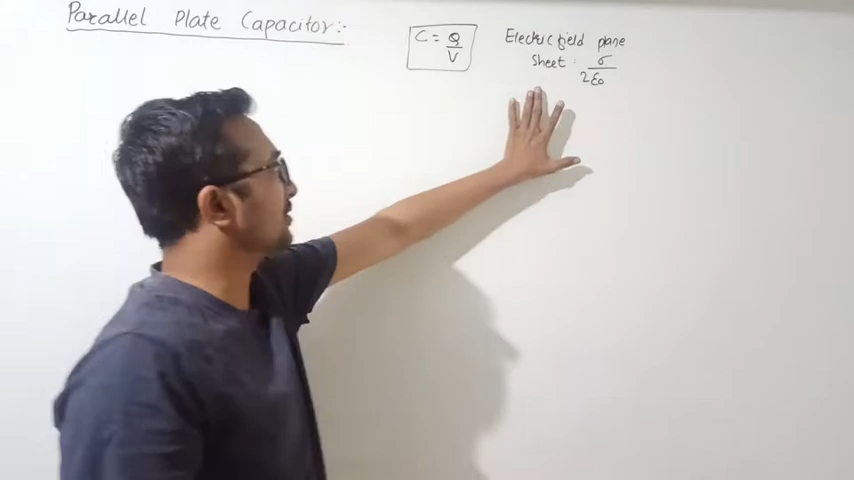 Parallel Plate Capacitor :-
C = Q/V
Electric field plane
sheet : σ/2ε₀